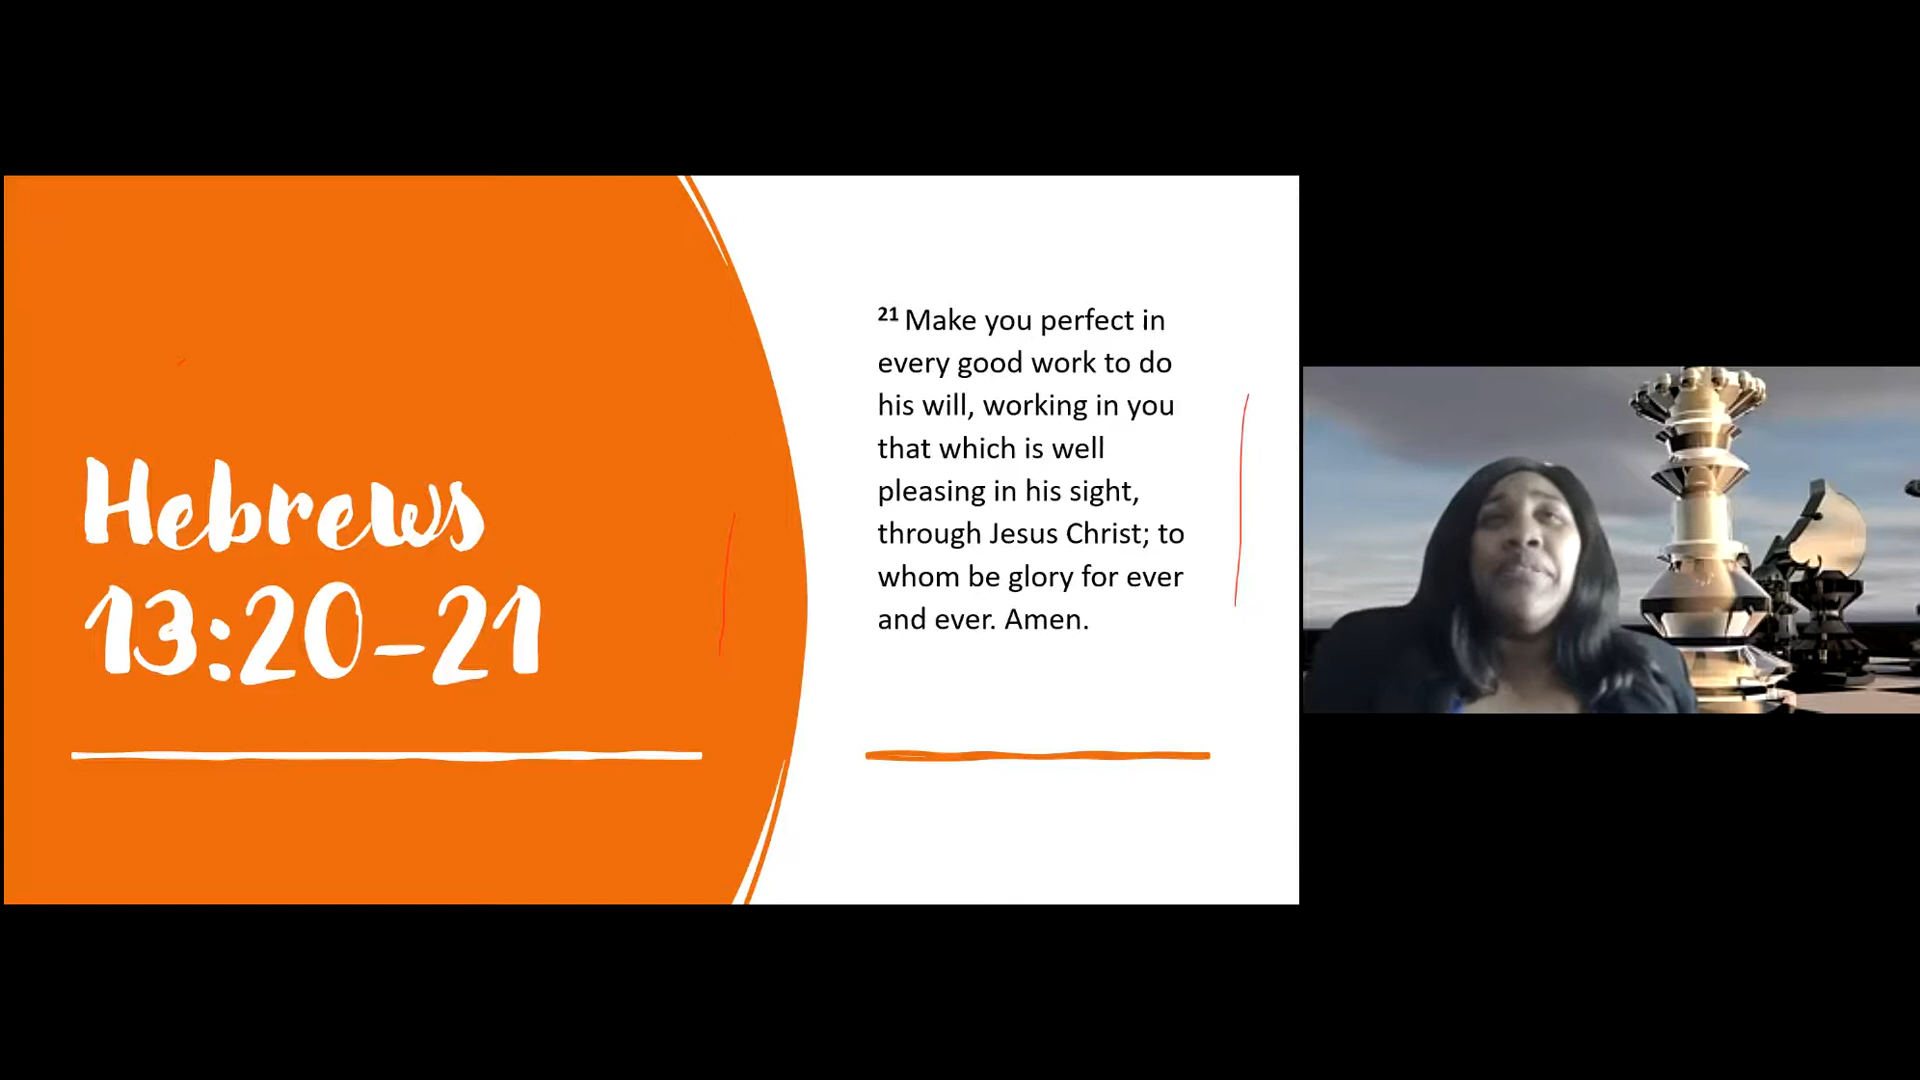 Hebrews
13:20-21
21 Make you perfect in
every good work to do
his will, working in you
that which is well
pleasing in his sight,
through Jesus Christ; to
whom be glory for ever
and ever. Amen.